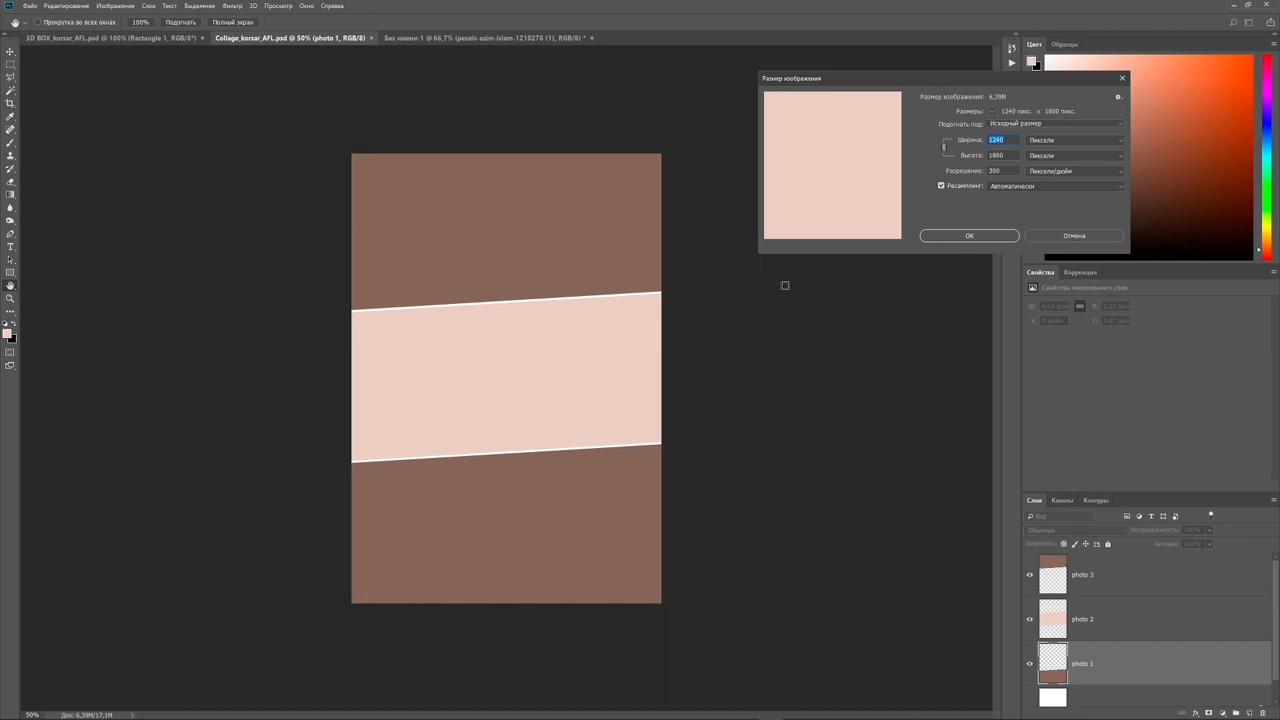 Файл Редактирование Изображение Слои Текст Выделение Фильтр 3D Просмотр Окно Справка
Прокрутка во всех окнах 100% Подогнать Полный экран
3D BOX_korsar_AFL.psd @ 100% (Rectangle 1, RGB/8*) × Collage_korsar_AFL.psd @ 50% (photo 1, RGB/8) × Без имени-1 @ 66,7% (pexels-azim-islam-1210276 (1), RGB/8) * ×
Цвет Образцы
Размер изображения
Размер изображения: 6,39M
Размеры: 1240 пикс. × 1800 пикс.
Подогнать под: Исходный размер
Ширина: 1240 Пиксели
Высота: 1800 Пиксели
Разрешение: 300 Пиксели/дюйм
Ресамплинг: Автоматически
OK Отмена
Свойства Коррекция
Свойства пиксельного слоя
Слои Каналы Контуры
Вид
Обычные Непрозрачность: 100%
Закрепить: Заливка: 100%
photo 3
photo 2
photo 1
50% Док: 6,39M/17,1M